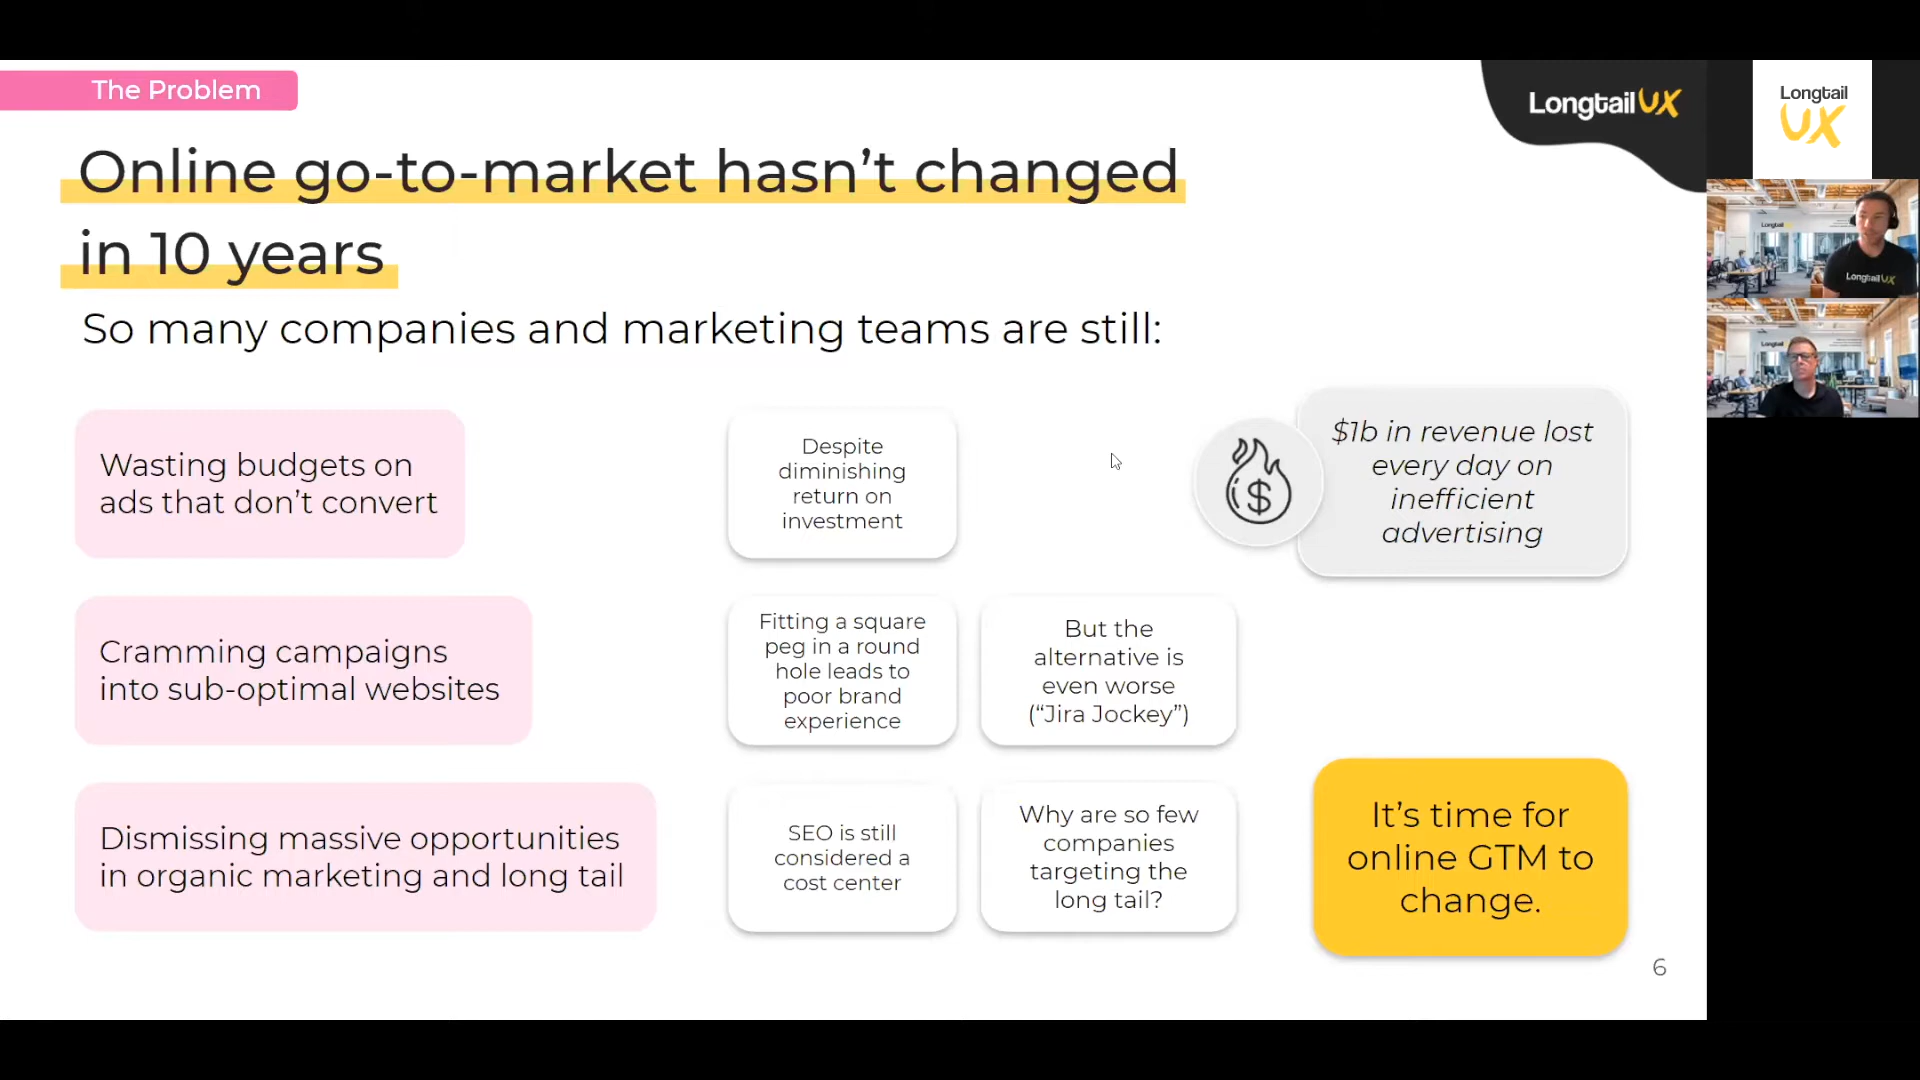 The Problem
LongtailUX
Longtail
UX
Online go-to-market hasn’t changed
in 10 years
So many companies and marketing teams are still:
Wasting budgets on
ads that don’t convert
Despite
diminishing
return on
investment
$
$1b in revenue lost
every day on
inefficient
advertising
Cramming campaigns
into sub-optimal websites
Fitting a square
peg in a round
hole leads to
poor brand
experience
But the
alternative is
even worse
(“Jira Jockey”)
Dismissing massive opportunities
in organic marketing and long tail
SEO is still
considered a
cost center
Why are so few
companies
targeting the
long tail?
It’s time for
online GTM to
change.
6
LongtailUX